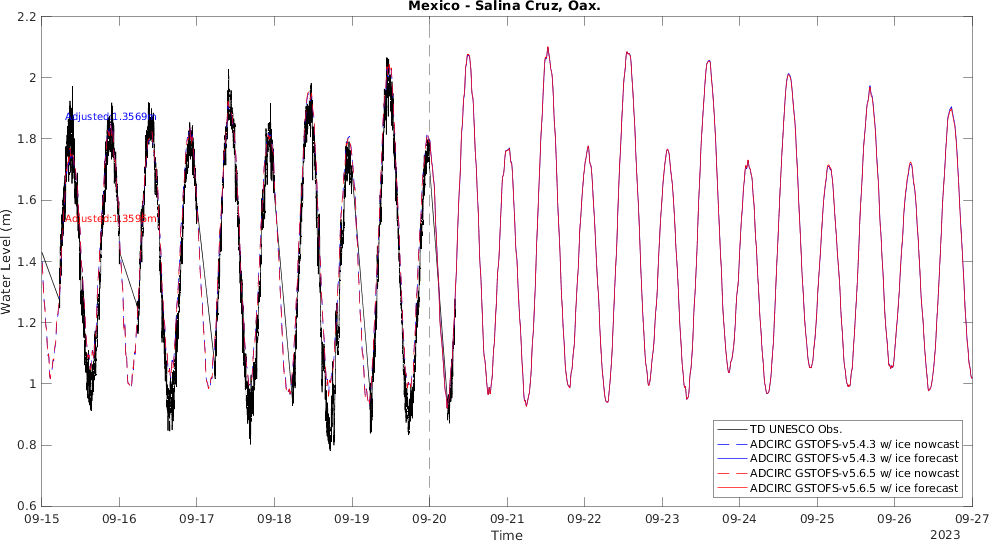 Mexico - Salina Cruz, Oax.
2.2
2
1.8
1.6
1.4
1.2
1
0.8
0.6
Water Level (m)
Adjusted:1.3569m
Adjusted:1.3595m
TD UNESCO Obs.
ADCIRC GSTOFS-v5.4.3 w/ ice nowcast
ADCIRC GSTOFS-v5.4.3 w/ ice forecast
ADCIRC GSTOFS-v5.6.5 w/ ice nowcast
ADCIRC GSTOFS-v5.6.5 w/ ice forecast
09-15 09-16 09-17 09-18 09-19 09-20 09-21 09-22 09-23 09-24 09-25 09-26 09-27
Time
2023